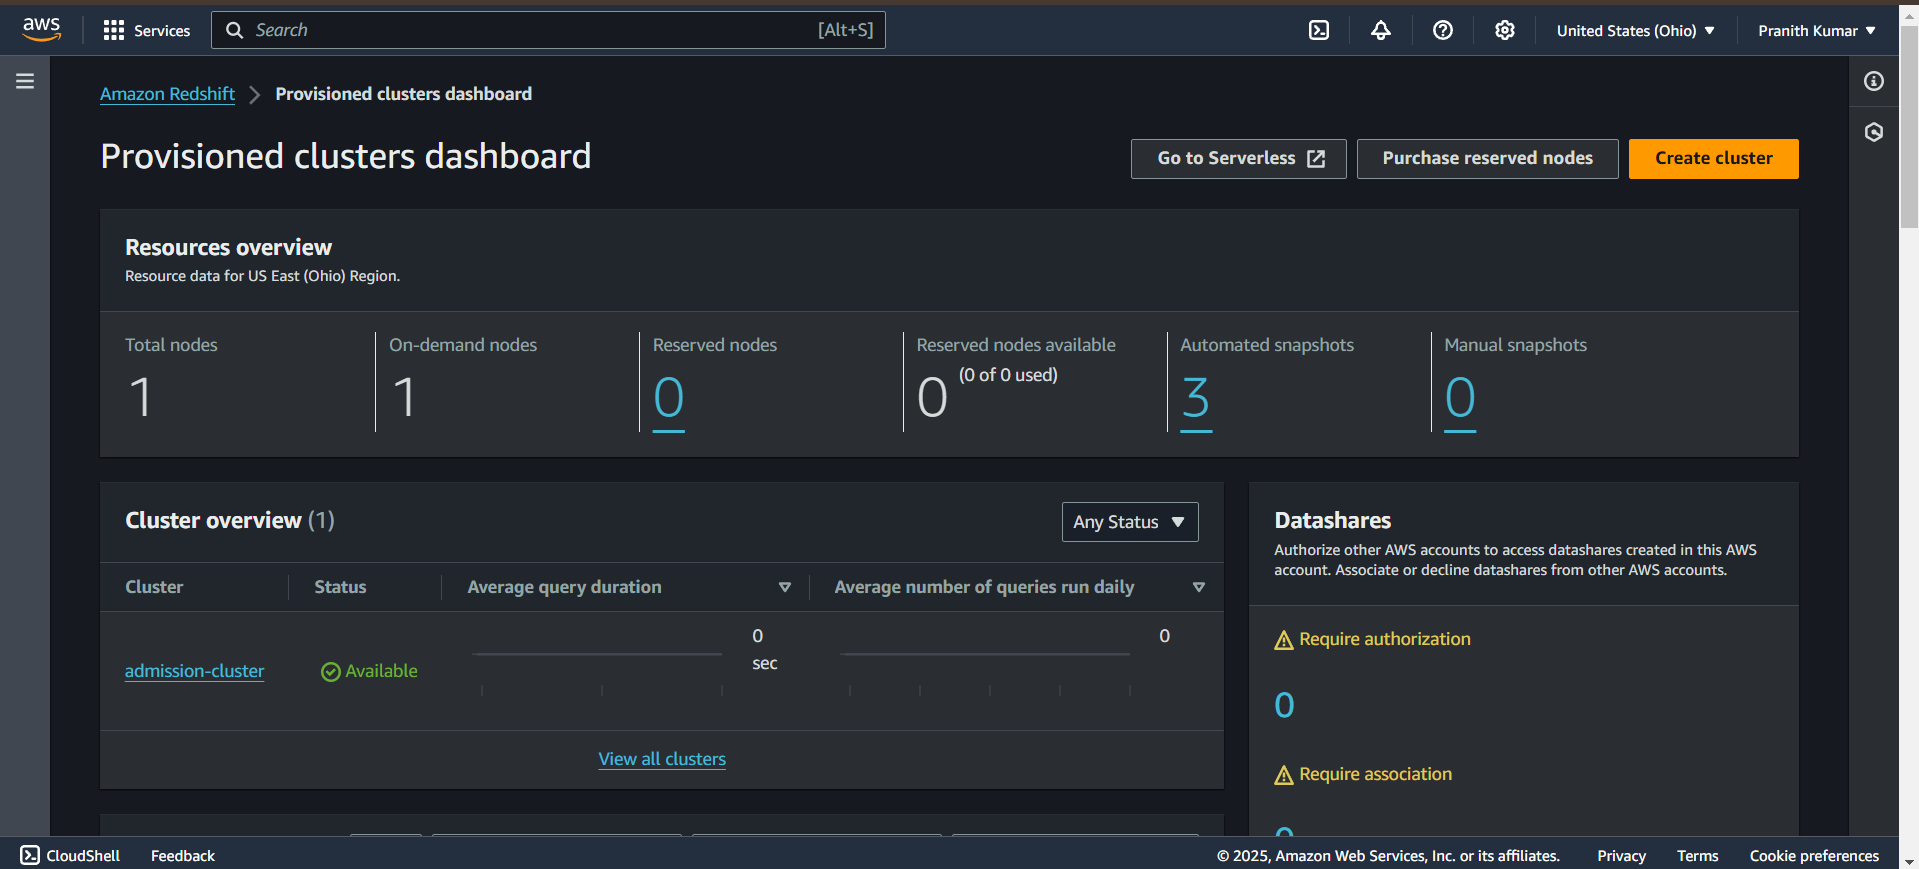 aws
Services
Search
[Alt+S]
United States (Ohio)
Pranith Kumar
Amazon Redshift
Provisioned clusters dashboard
Provisioned clusters dashboard
Go to Serverless
Purchase reserved nodes
Create cluster
Resources overview
Resource data for US East (Ohio) Region.
Total nodes
1
On-demand nodes
1
Reserved nodes
0
Reserved nodes available
0 (0 of 0 used)
Automated snapshots
3
Manual snapshots
0
Cluster overview (1)
Any Status
Cluster
Status
Average query duration
Average number of queries run daily
admission-cluster
Available
0
sec
0
View all clusters
Datashares
Authorize other AWS accounts to access datashares created in this AWS
account. Associate or decline datashares from other AWS accounts.
Require authorization
0
Require association
CloudShell
Feedback
© 2025, Amazon Web Services, Inc. or its affiliates.
Privacy
Terms
Cookie preferences